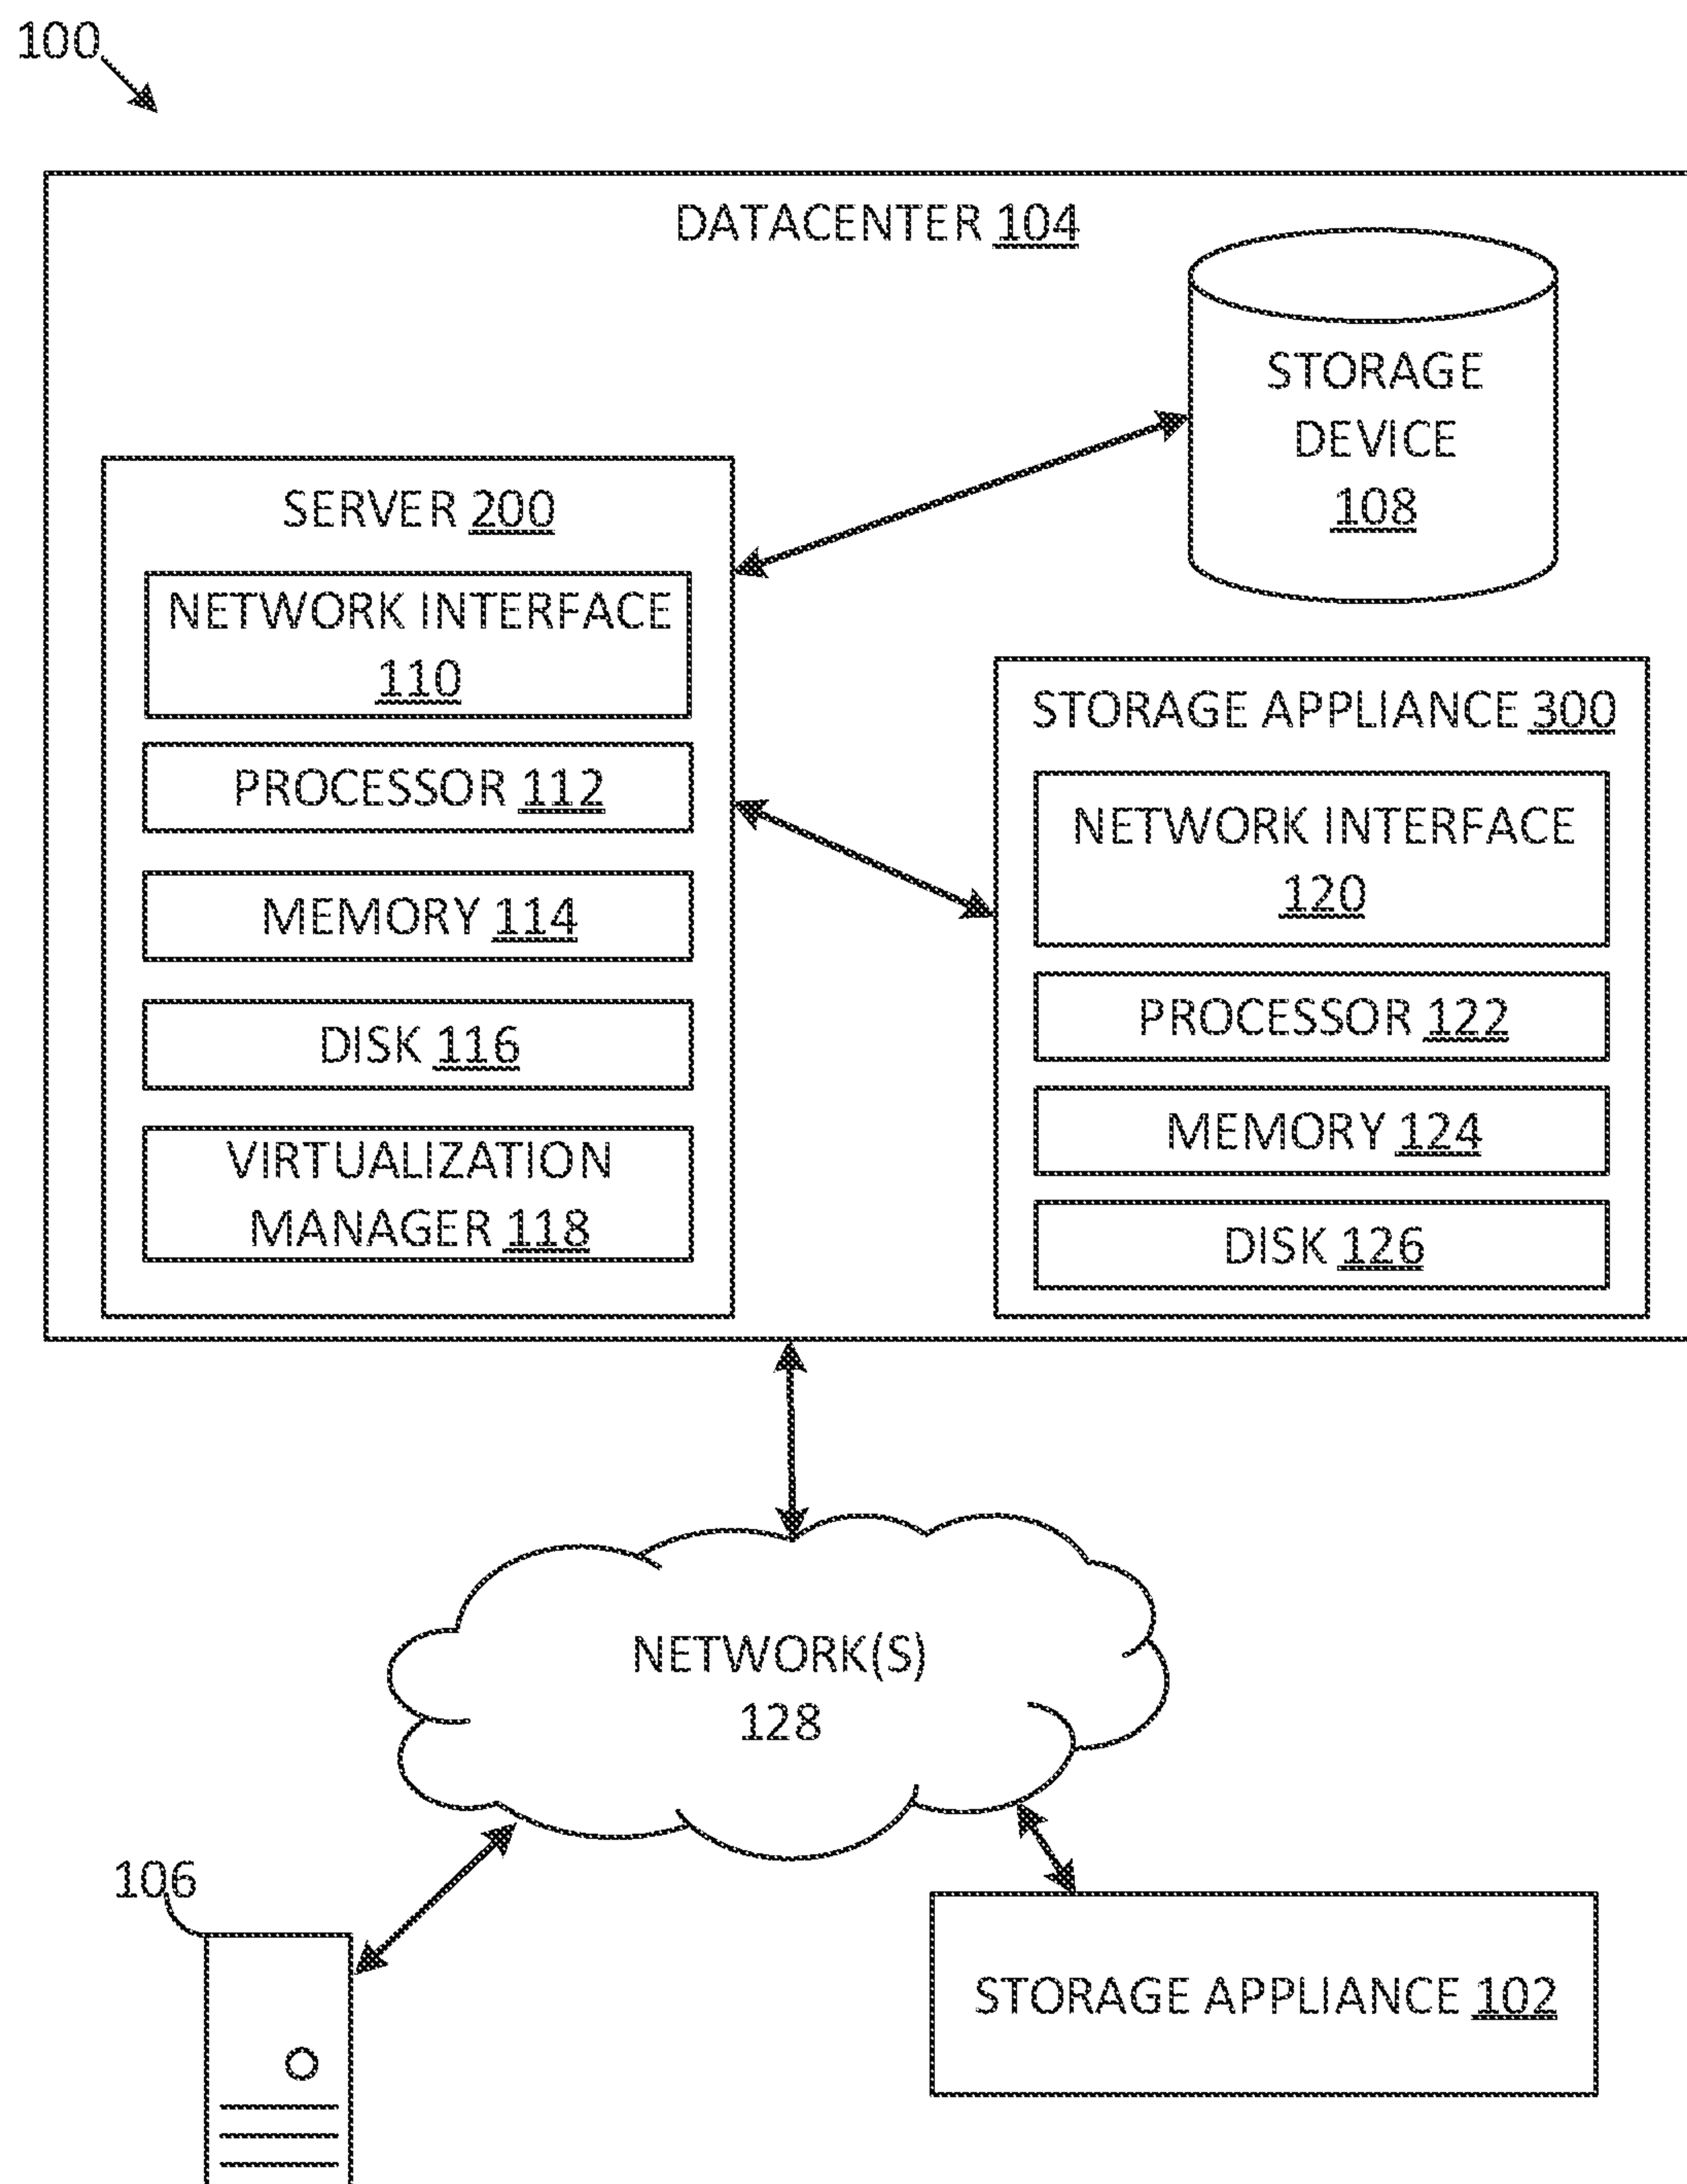 100
DATACENTER 104
STORAGE
DEVICE
108
SERVER 200
NETWORK INTERFACE
110
PROCESSOR 112
MEMORY 114
DISK 116
VIRTUALIZATION
MANAGER 118
STORAGE APPLIANCE 300
NETWORK INTERFACE
120
PROCESSOR 122
MEMORY 124
DISK 126
NETWORK(S)
128
106
STORAGE APPLIANCE 102